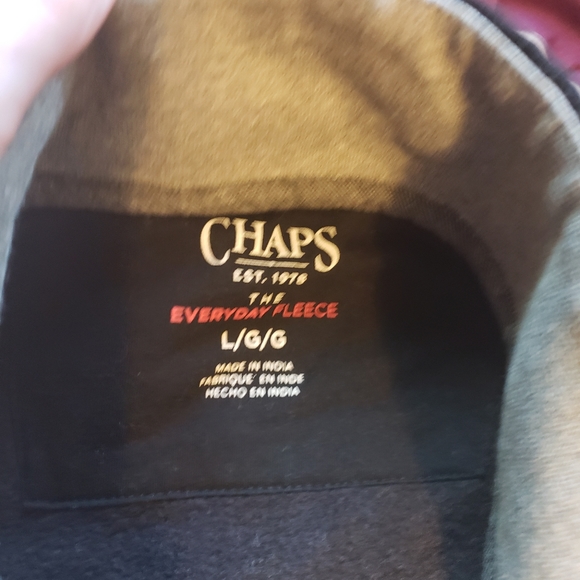 CHAPS
EST. 1978
THE
EVERYDAY FLEECE
L/G/G
MADE IN INDIA
FABRIQUÉ EN INDE
HECHO EN INDIA